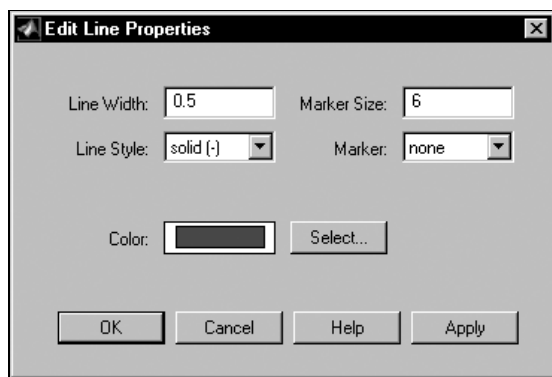 Edit Line Properties
Line Width: 0.5 Marker Size: 6
Line Style: solid (-) Marker: none
Color: Select...
OK Cancel Help Apply